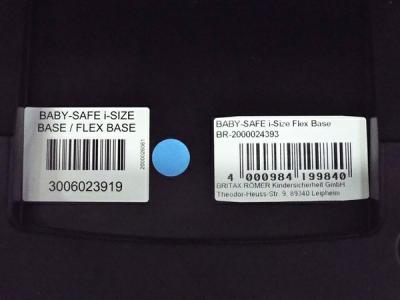 BABY-SAFE i-SIZE
BASE / FLEX BASE
3006023919
2000026061
BABY-SAFE i-Size Flex Base
BR-2000024393
4 000984 199840
BRITAX RÖMER Kindersicherheit GmbH
Theodor-Heuss-Str. 9, 89340 Leipheim